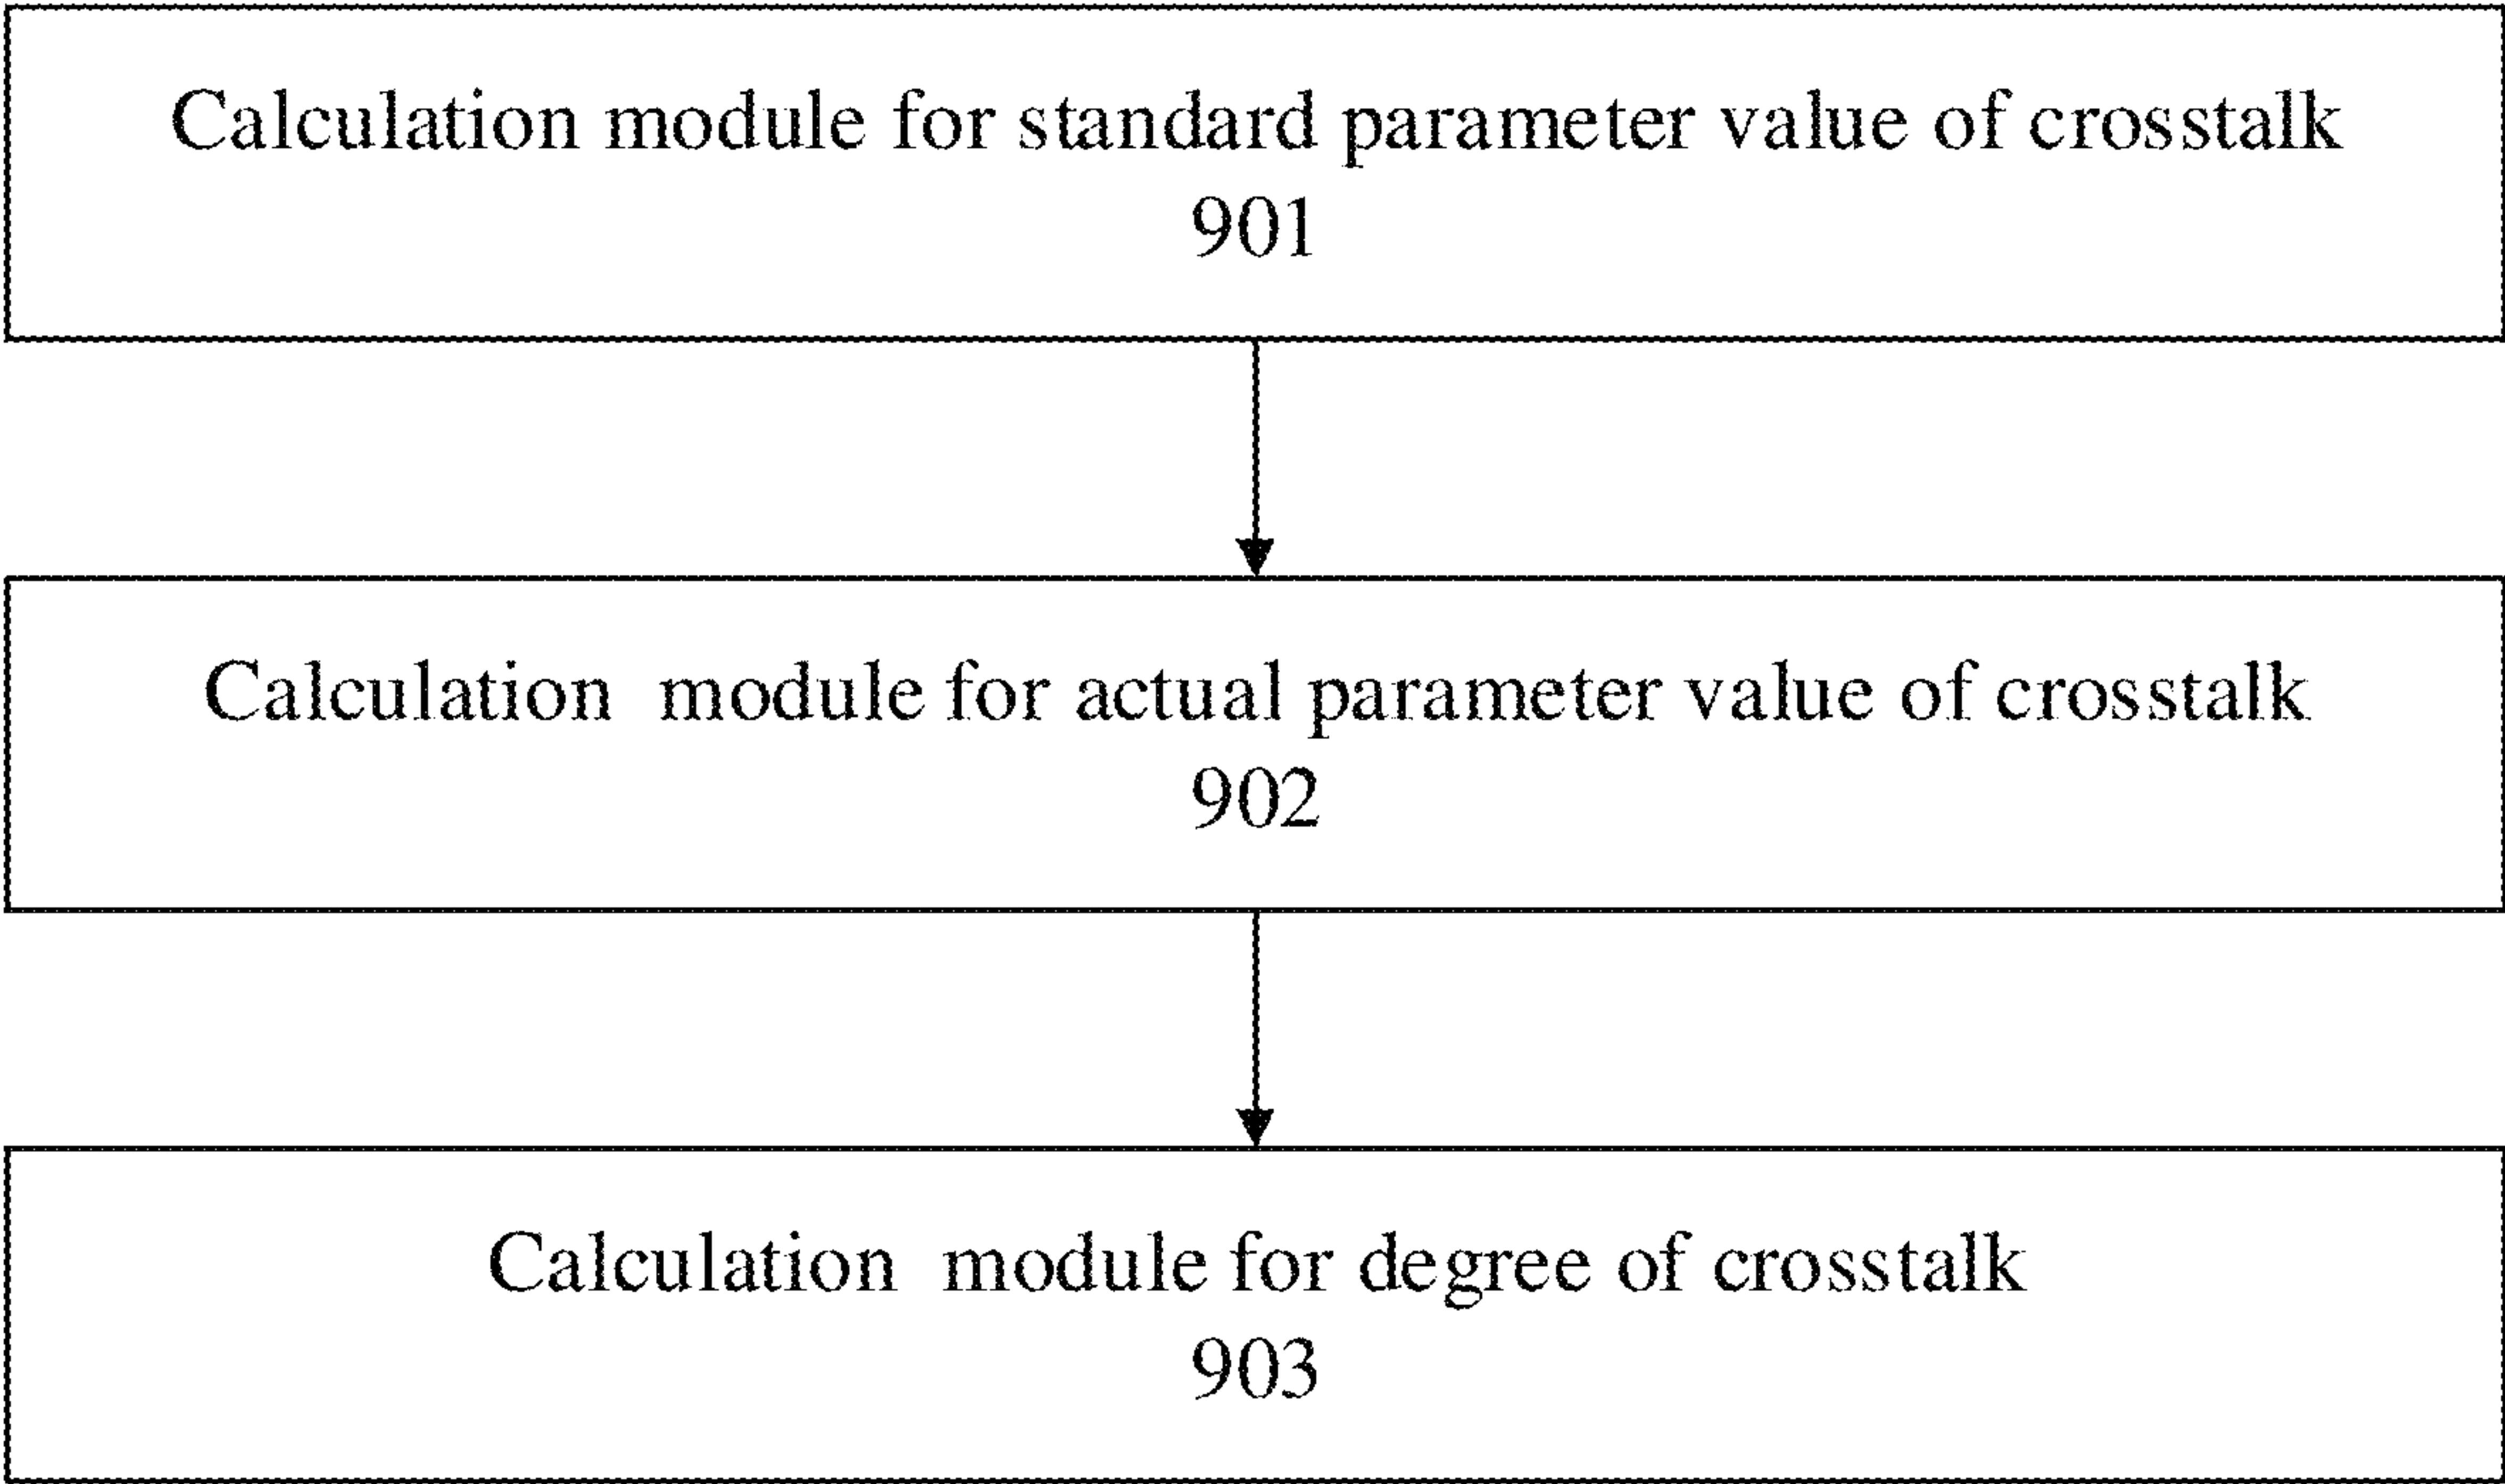 Calculation module for standard parameter value of crosstalk
901
Calculation module for actual parameter value of crosstalk
902
Calculation module for degree of crosstalk
903